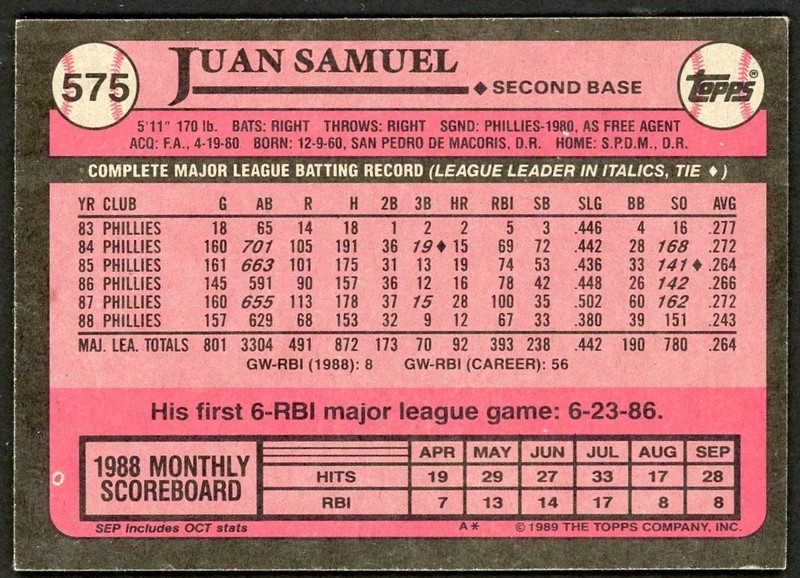 575
JUAN SAMUEL
◆ SECOND BASE
Topps®
5'11" 170 lb. BATS: RIGHT THROWS: RIGHT SGND: PHILLIES-1980, AS FREE AGENT
ACQ: F.A., 4-19-80 BORN: 12-9-60, SAN PEDRO DE MACORIS, D.R. HOME: S.P.D.M., D.R.
COMPLETE MAJOR LEAGUE BATTING RECORD (LEAGUE LEADER IN ITALICS, TIE ♦)
YR CLUB G AB R H 2B 3B HR RBI SB SLG BB SO AVG
83 PHILLIES 18 65 14 18 1 2 2 5 3 .446 4 16 .277
84 PHILLIES 160 701 105 191 36 19♦ 15 69 72 .442 28 168 .272
85 PHILLIES 161 663 101 175 31 13 19 74 53 .436 33 141♦ .264
86 PHILLIES 145 591 90 157 36 12 16 78 42 .448 26 142 .266
87 PHILLIES 160 655 113 178 37 15 28 100 35 .502 60 162 .272
88 PHILLIES 157 629 68 153 32 9 12 67 33 .380 39 151 .243
MAJ. LEA. TOTALS 801 3304 491 872 173 70 92 393 238 .442 190 780 .264
GW-RBI (1988): 8 GW-RBI (CAREER): 56
His first 6-RBI major league game: 6-23-86.
1988 MONTHLY
SCOREBOARD
APR MAY JUN JUL AUG SEP
HITS 19 29 27 33 17 28
RBI 7 13 14 17 8 8
SEP includes OCT stats A* © 1989 THE TOPPS COMPANY, INC.